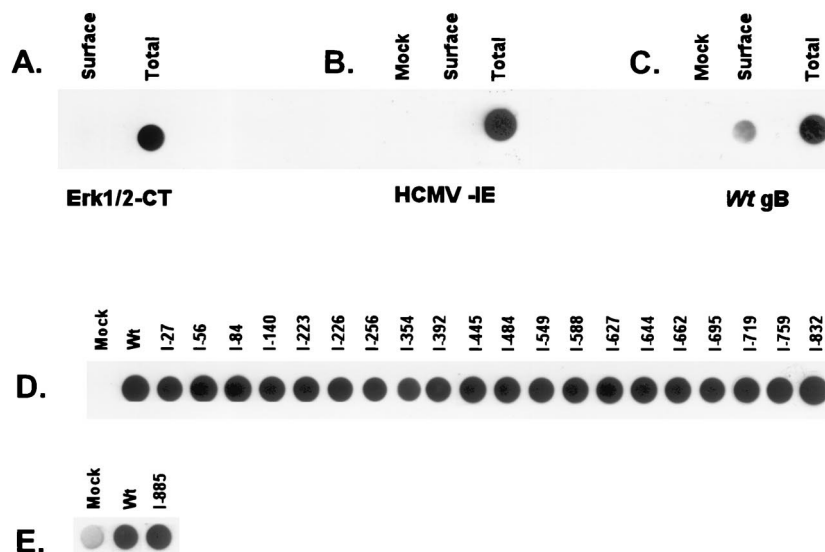 A.
Surface
Total
B.
Mock
Surface
Total
C.
Mock
Surface
Total
Erk1/2-CT
HCMV -IE
Wt gB
Mock
Wt
I-27
I-56
I-84
I-140
I-223
I-226
I-256
I-354
I-392
I-445
I-484
I-549
I-588
I-627
I-644
I-662
I-695
I-719
I-759
I-832
D.
Mock
Wt
I-885
E.